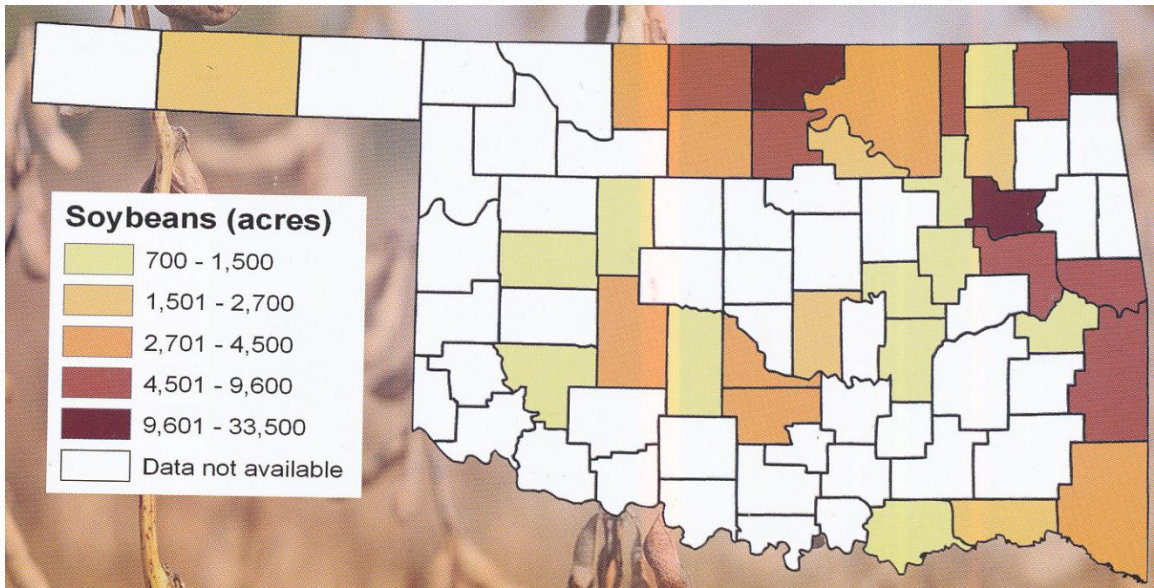 Soybeans (acres)
700 - 1,500
1,501 - 2,700
2,701 - 4,500
4,501 - 9,600
9,601 - 33,500
Data not available